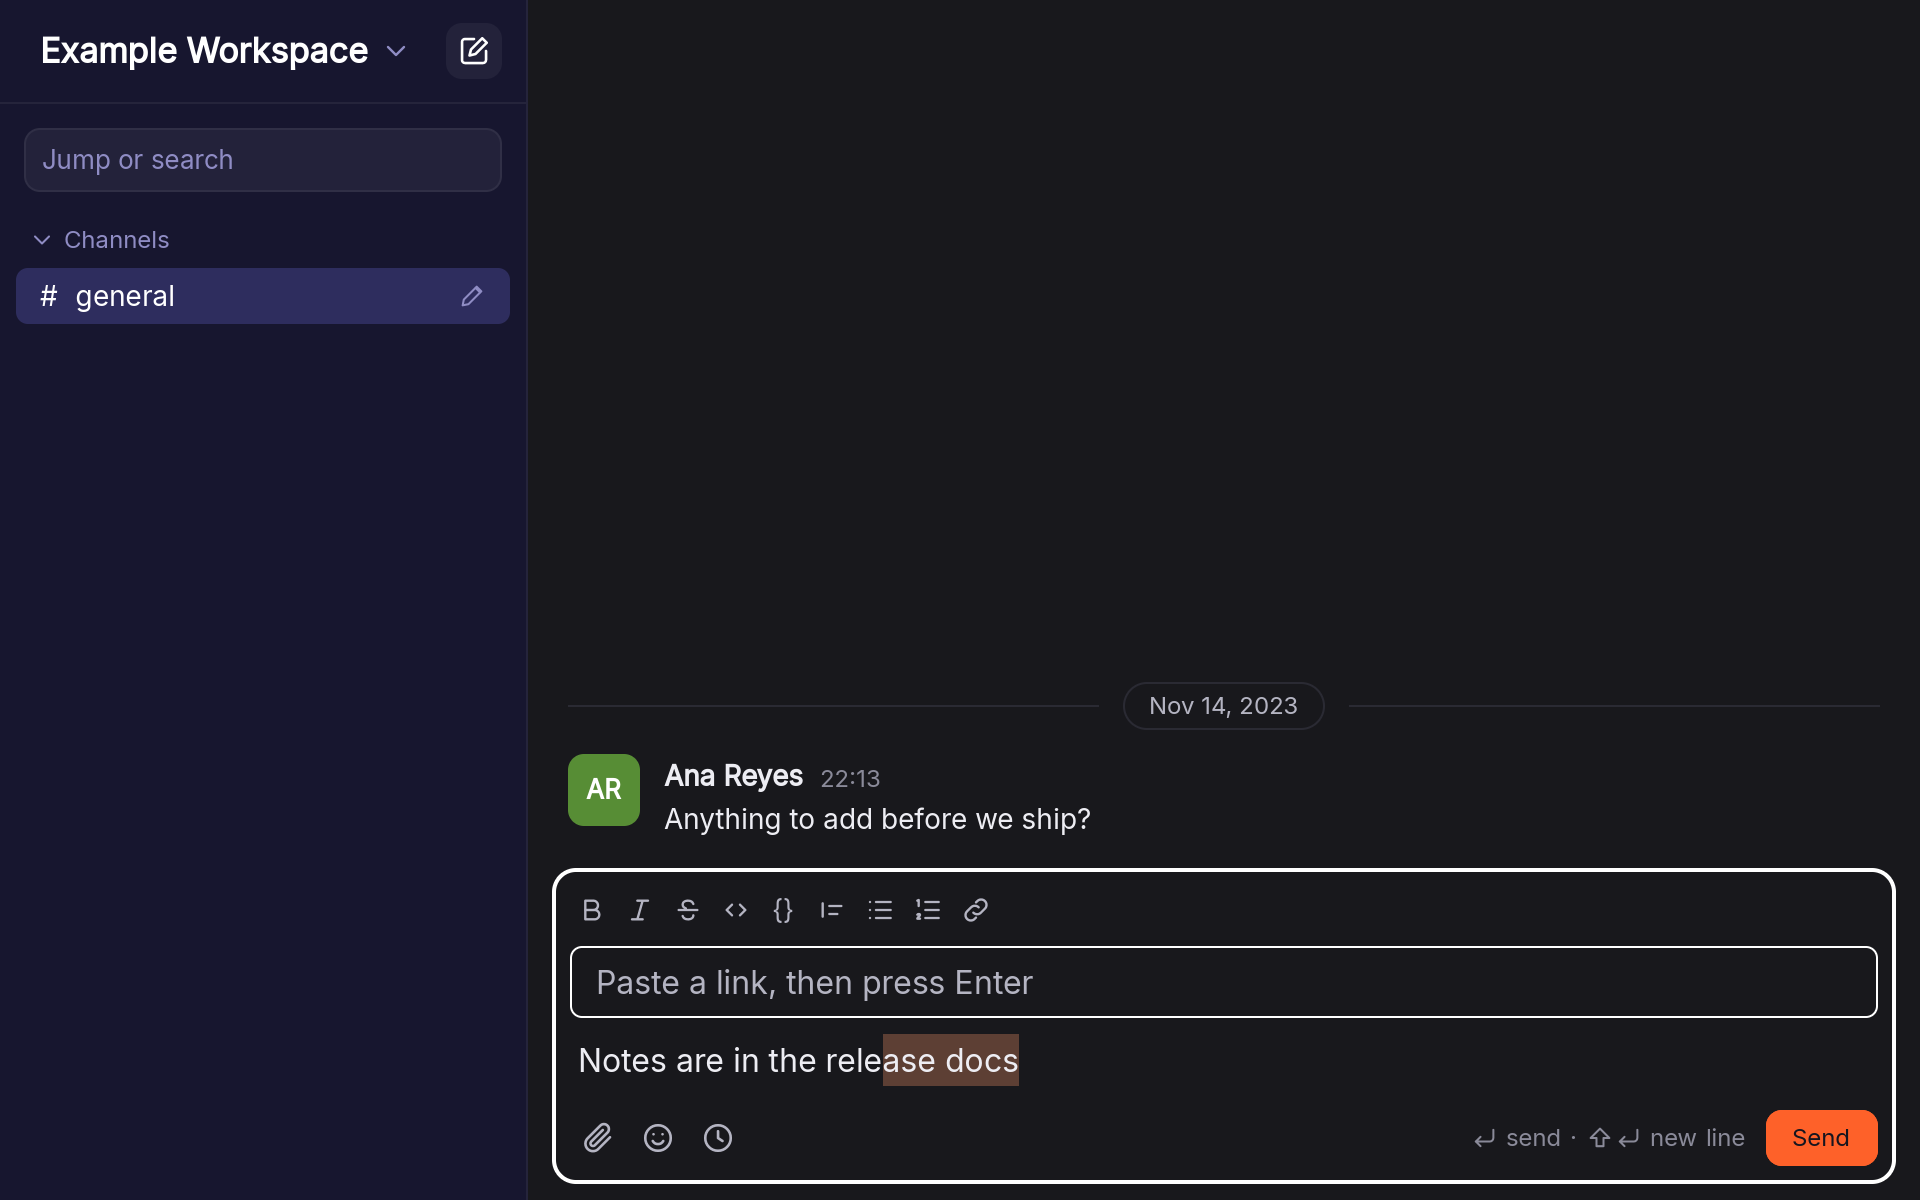 Example Workspace
Jump or search
Channels
# general
Nov 14, 2023
AR
Ana Reyes 22:13
Anything to add before we ship?
Paste a link, then press Enter
Notes are in the release docs
send · new line
Send